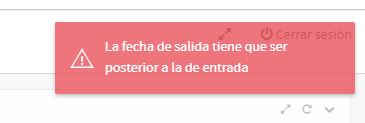 Cerrar sesión
La fecha de salida tiene que ser
posterior a la de entrada